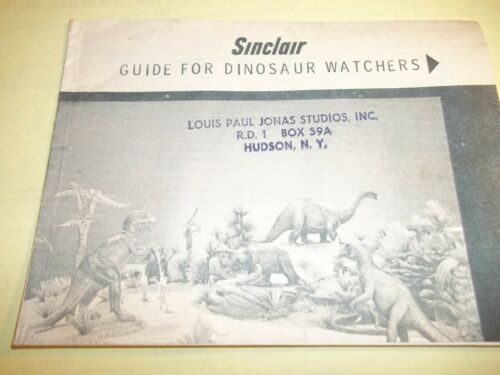 Sinclair
GUIDE FOR DINOSAUR WATCHERS
LOUIS PAUL JONAS STUDIOS, INC.
R.D. 1 BOX 59A
HUDSON, N. Y.